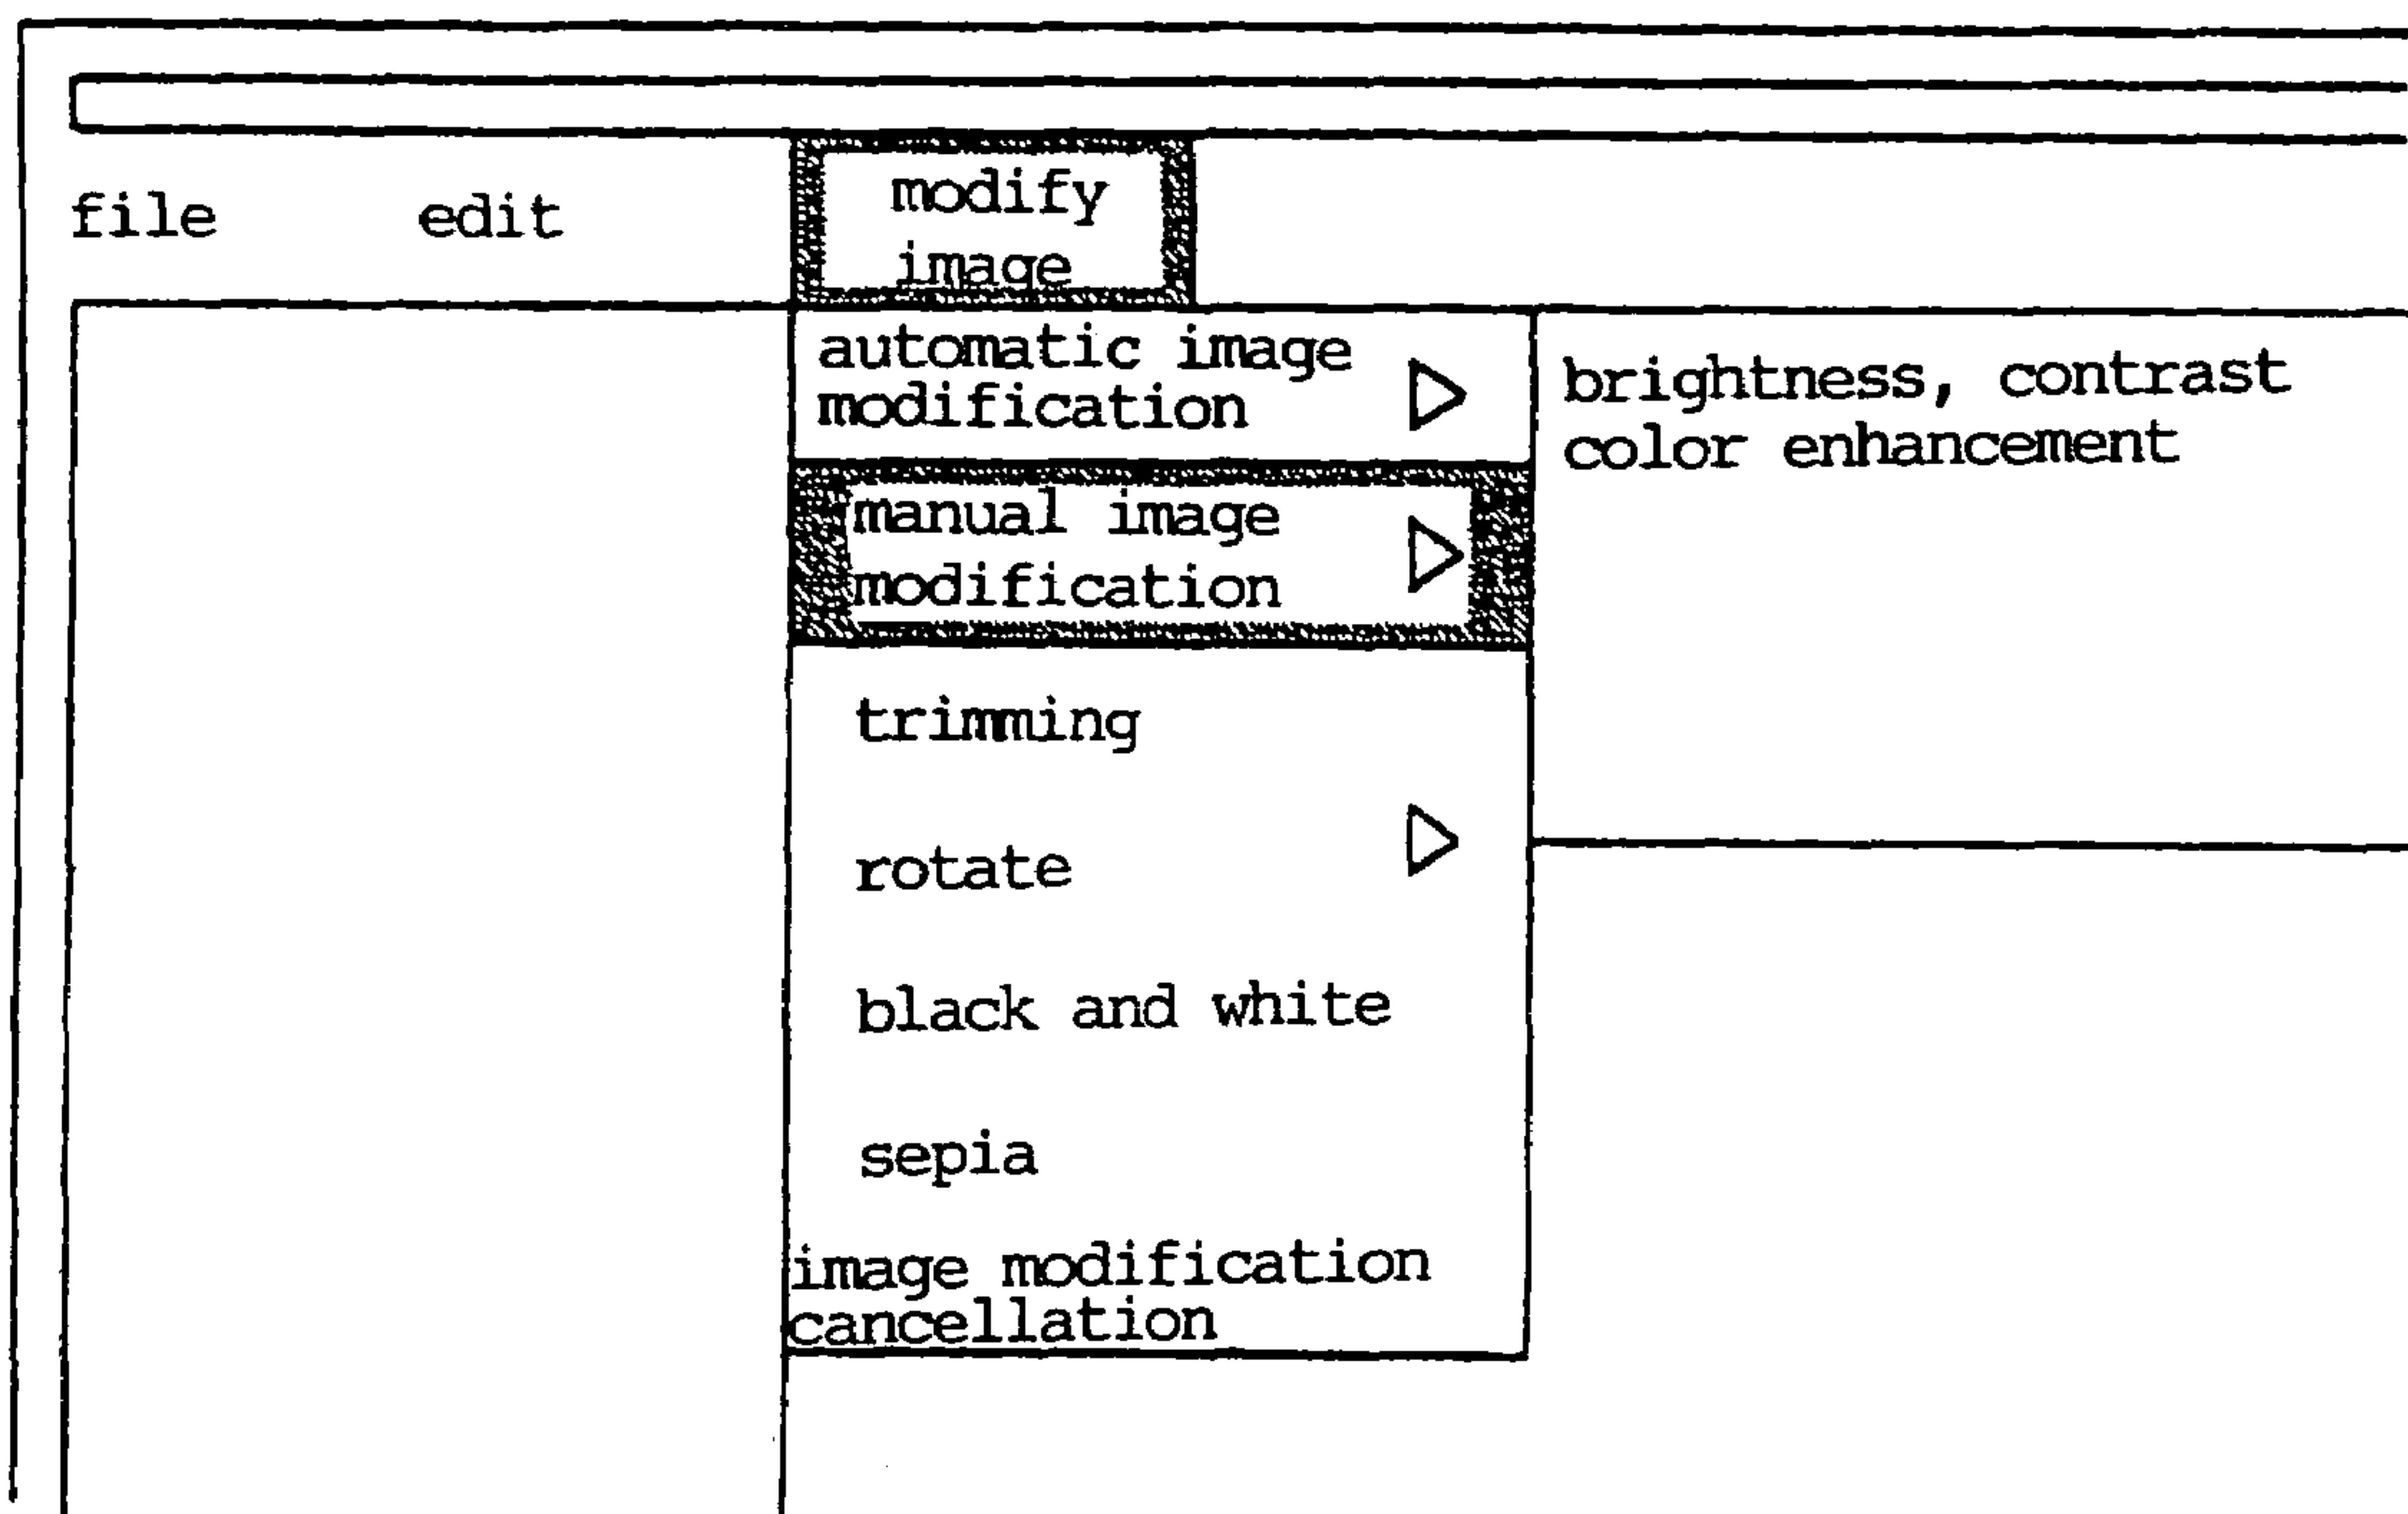 file edit modify
image
automatic image
modification
brightness, contrast
color enhancement
manual image
modification
trimming
rotate
black and white
sepia
image modification
cancellation